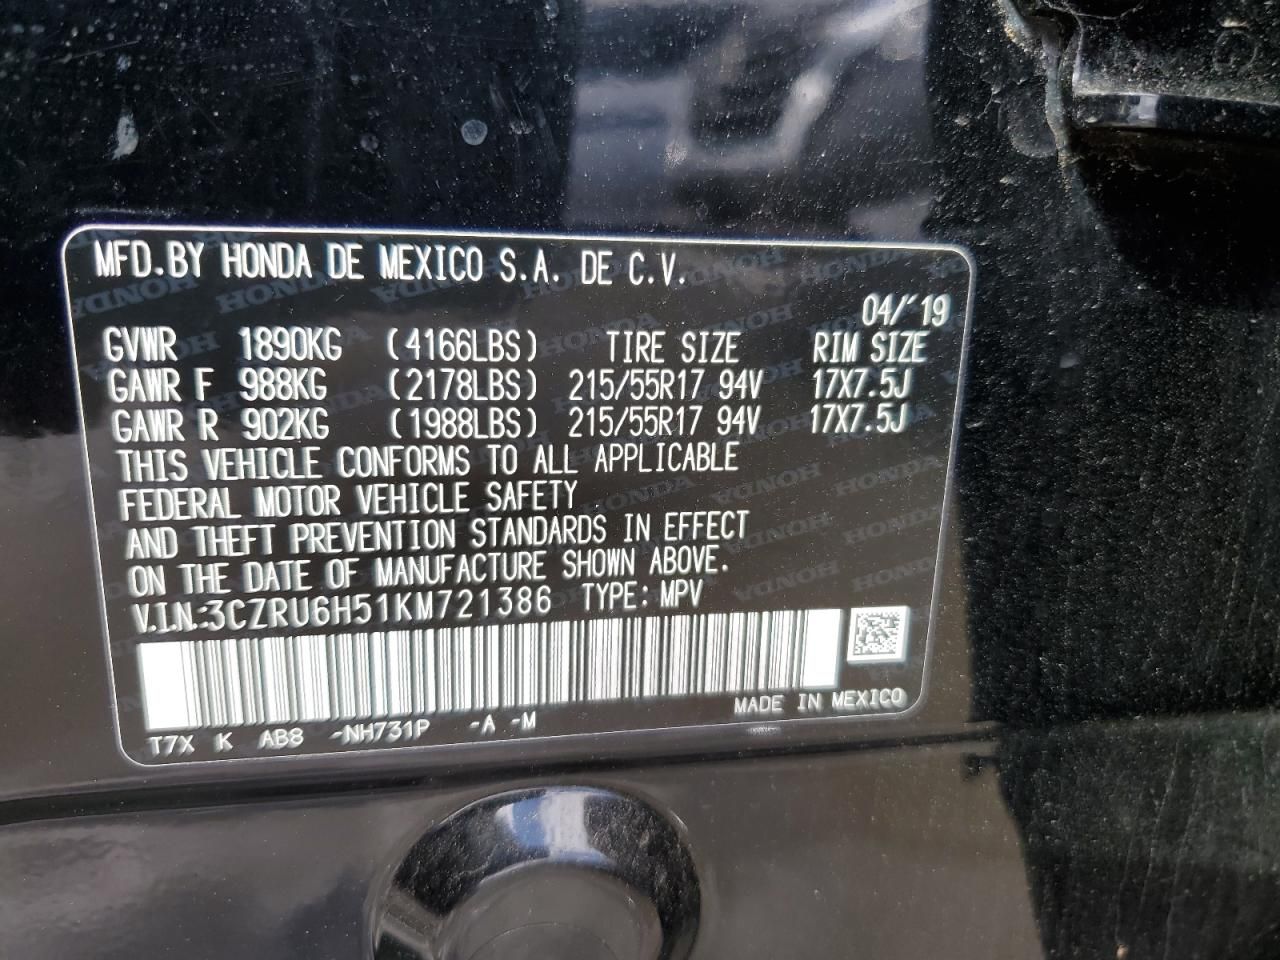 MFD.BY HONDA DE MEXICO S.A. DE C.V.
04/'19
GVWR 1890KG (4166LBS) TIRE SIZE RIM SIZE
GAWR F 988KG (2178LBS) 215/55R17 94V 17X7.5J
GAWR R 902KG (1988LBS) 215/55R17 94V 17X7.5J
THIS VEHICLE CONFORMS TO ALL APPLICABLE
FEDERAL MOTOR VEHICLE SAFETY
AND THEFT PREVENTION STANDARDS IN EFFECT
ON THE DATE OF MANUFACTURE SHOWN ABOVE.
V.I.N.:3CZRU6H51KM721386 TYPE: MPV
MADE IN MEXICO
T7X K AB8 -NH731P -A -M